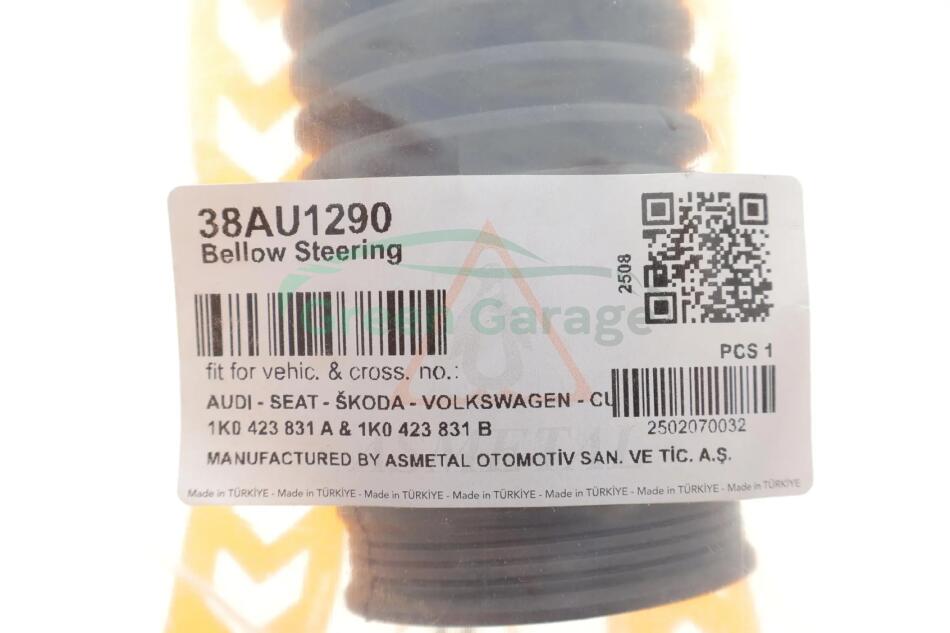 38AU1290
Bellow Steering
2508
Green Garage
PCS 1
fit for vehic. & cross. no.:
AUDI - SEAT - ŠKODA - VOLKSWAGEN - CU
1K0 423 831 A & 1K0 423 831 B
2502070032
ASMETAL
MANUFACTURED BY ASMETAL OTOMOTİV SAN. VE TİC. A.Ş.
Made in TÜRKİYE - Made in TÜRKİYE - Made in TÜRKİYE - Made in TÜRKİYE - Made in TÜRKİYE - Made in TÜRKİYE - Made in TÜRKİYE